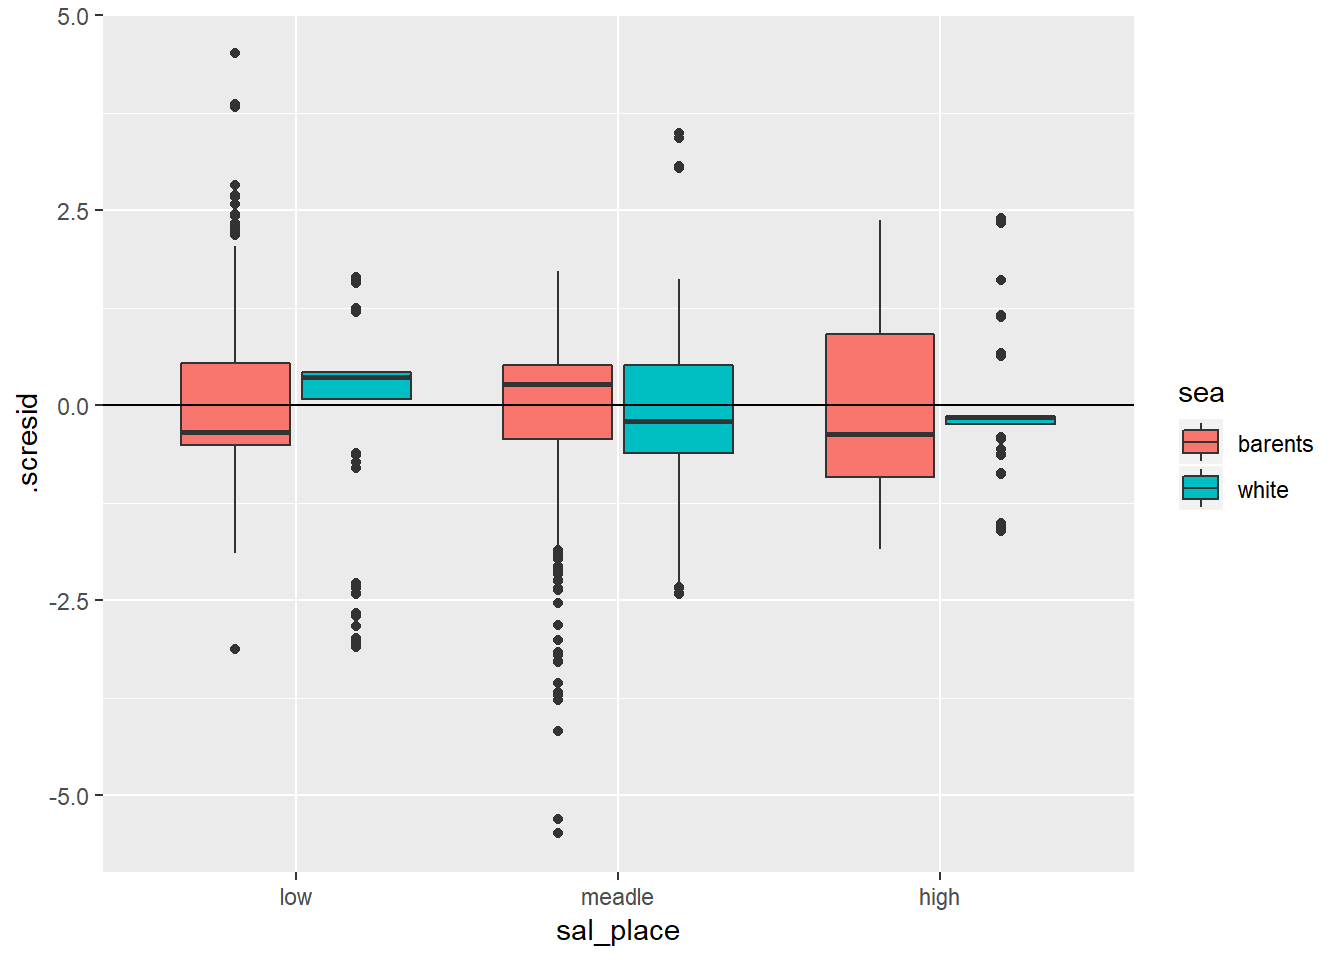 5.0
2.5
0.0
-2.5
-5.0
.scresid
low meadle high
sal_place
sea
barents
white